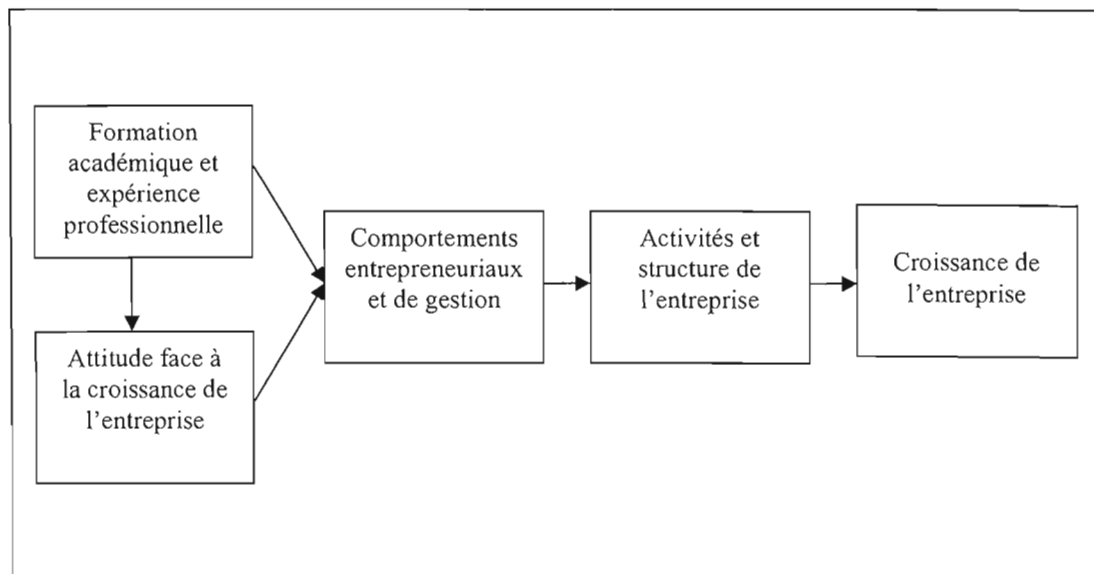 Formation
académique et
expérience
professionnelle
Attitude face à
la croissance de
l'entreprise
Comportements
entrepreneuriaux
et de gestion
Activités et
structure de
l'entreprise
Croissance de
l'entreprise